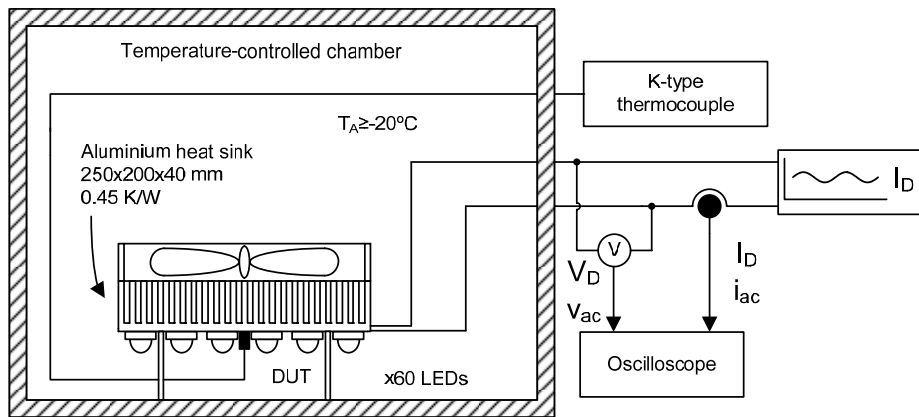 Temperature-controlled chamber
K-type
thermocouple
T_A≥-20ºC
Aluminium heat sink
250x200x40 mm
0.45 K/W
I_D
V
V_D
v_ac
I_D
i_ac
Oscilloscope
DUT
x60 LEDs